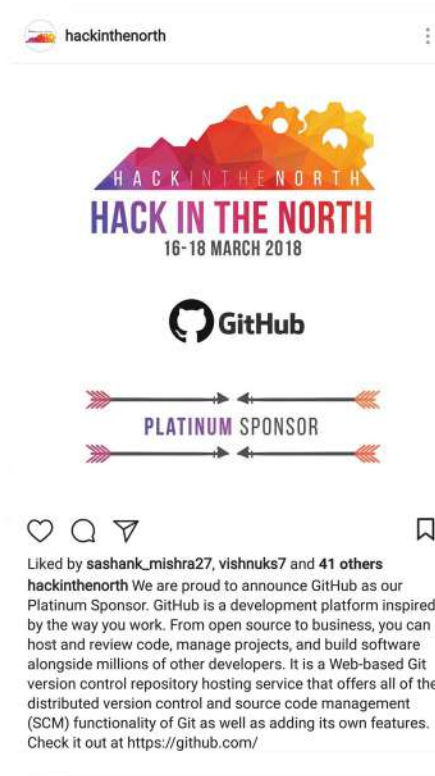 hackinthenorth
HACKINTHENORTH
HACK IN THE NORTH
16-18 MARCH 2018
GitHub
PLATINUM SPONSOR
Liked by sashank_mishra27, vishnuks7 and 41 others
hackinthenorth We are proud to announce GitHub as our
Platinum Sponsor. GitHub is a development platform inspired
by the way you work. From open source to business, you can
host and review code, manage projects, and build software
alongside millions of other developers. It is a Web-based Git
version control repository hosting service that offers all of the
distributed version control and source code management
(SCM) functionality of Git as well as adding its own features.
Check it out at https://github.com/